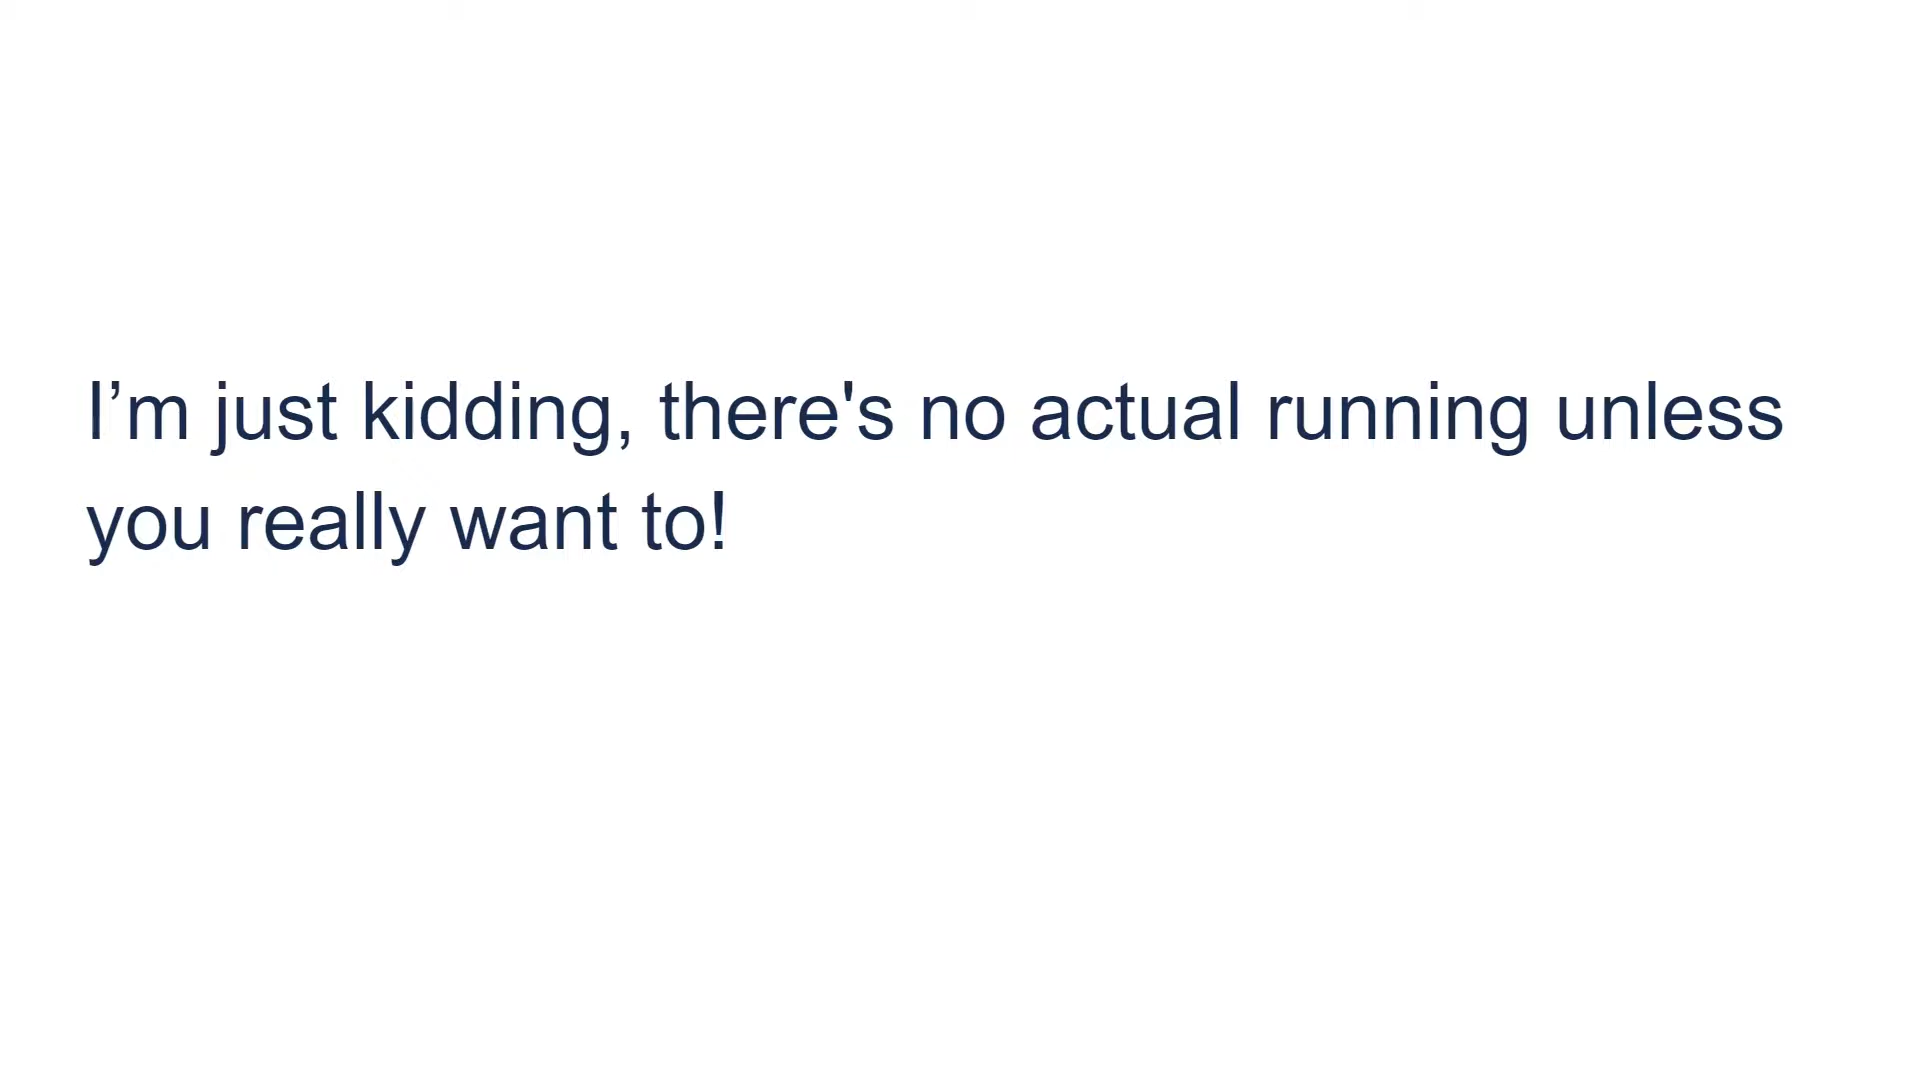 I’m just kidding, there's no actual running unless
you really want to!